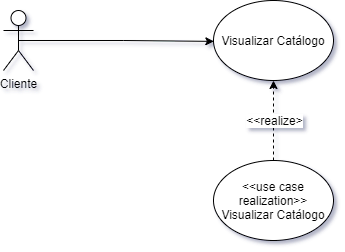 Visualizar Catálogo
Cliente
<<realize>
<<use case
realization>>
Visualizar Catálogo